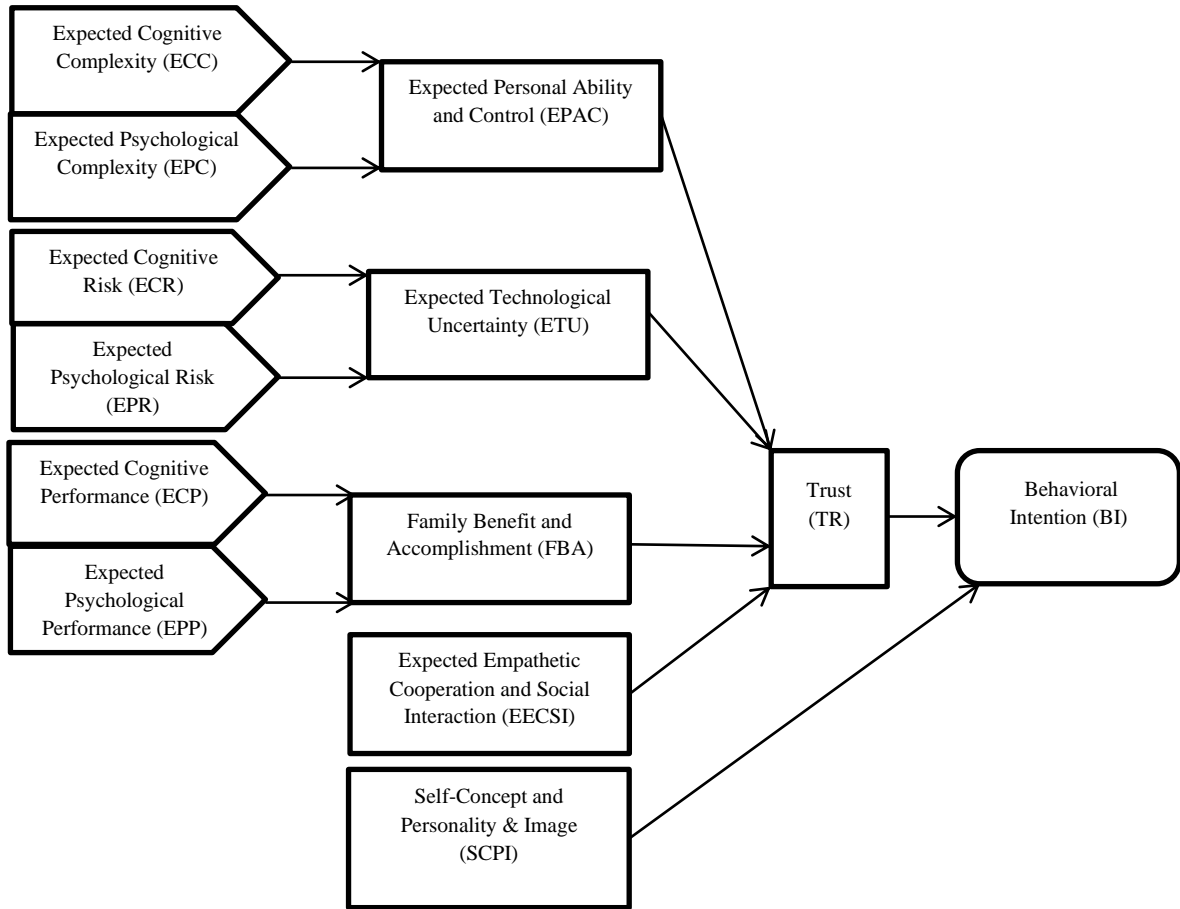 Expected Cognitive
Complexity (ECC)
Expected Psychological
Complexity (EPC)
Expected Personal Ability
and Control (EPAC)
Expected Cognitive
Risk (ECR)
Expected
Psychological Risk
(EPR)
Expected Technological
Uncertainty (ETU)
Expected Cognitive
Performance (ECP)
Expected
Psychological
Performance (EPP)
Family Benefit and
Accomplishment (FBA)
Expected Empathetic
Cooperation and Social
Interaction (EECSI)
Self-Concept and
Personality & Image
(SCPI)
Trust
(TR)
Behavioral
Intention (BI)